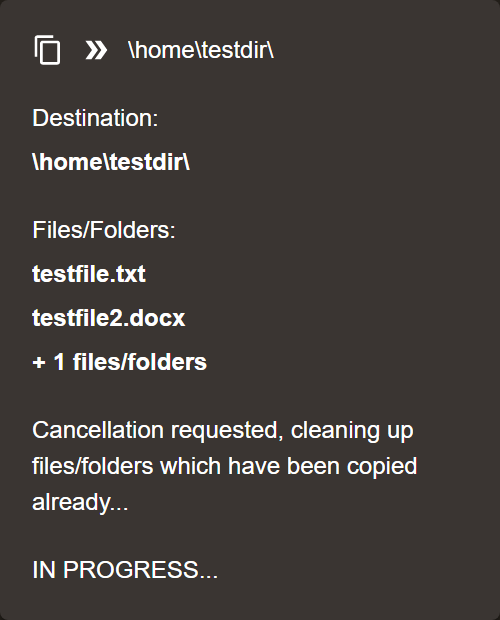 \home\testdir\
Destination:
\home\testdir\
Files/Folders:
testfile.txt
testfile2.docx
+ 1 files/folders
Cancellation requested, cleaning up
files/folders which have been copied
already...
IN PROGRESS...